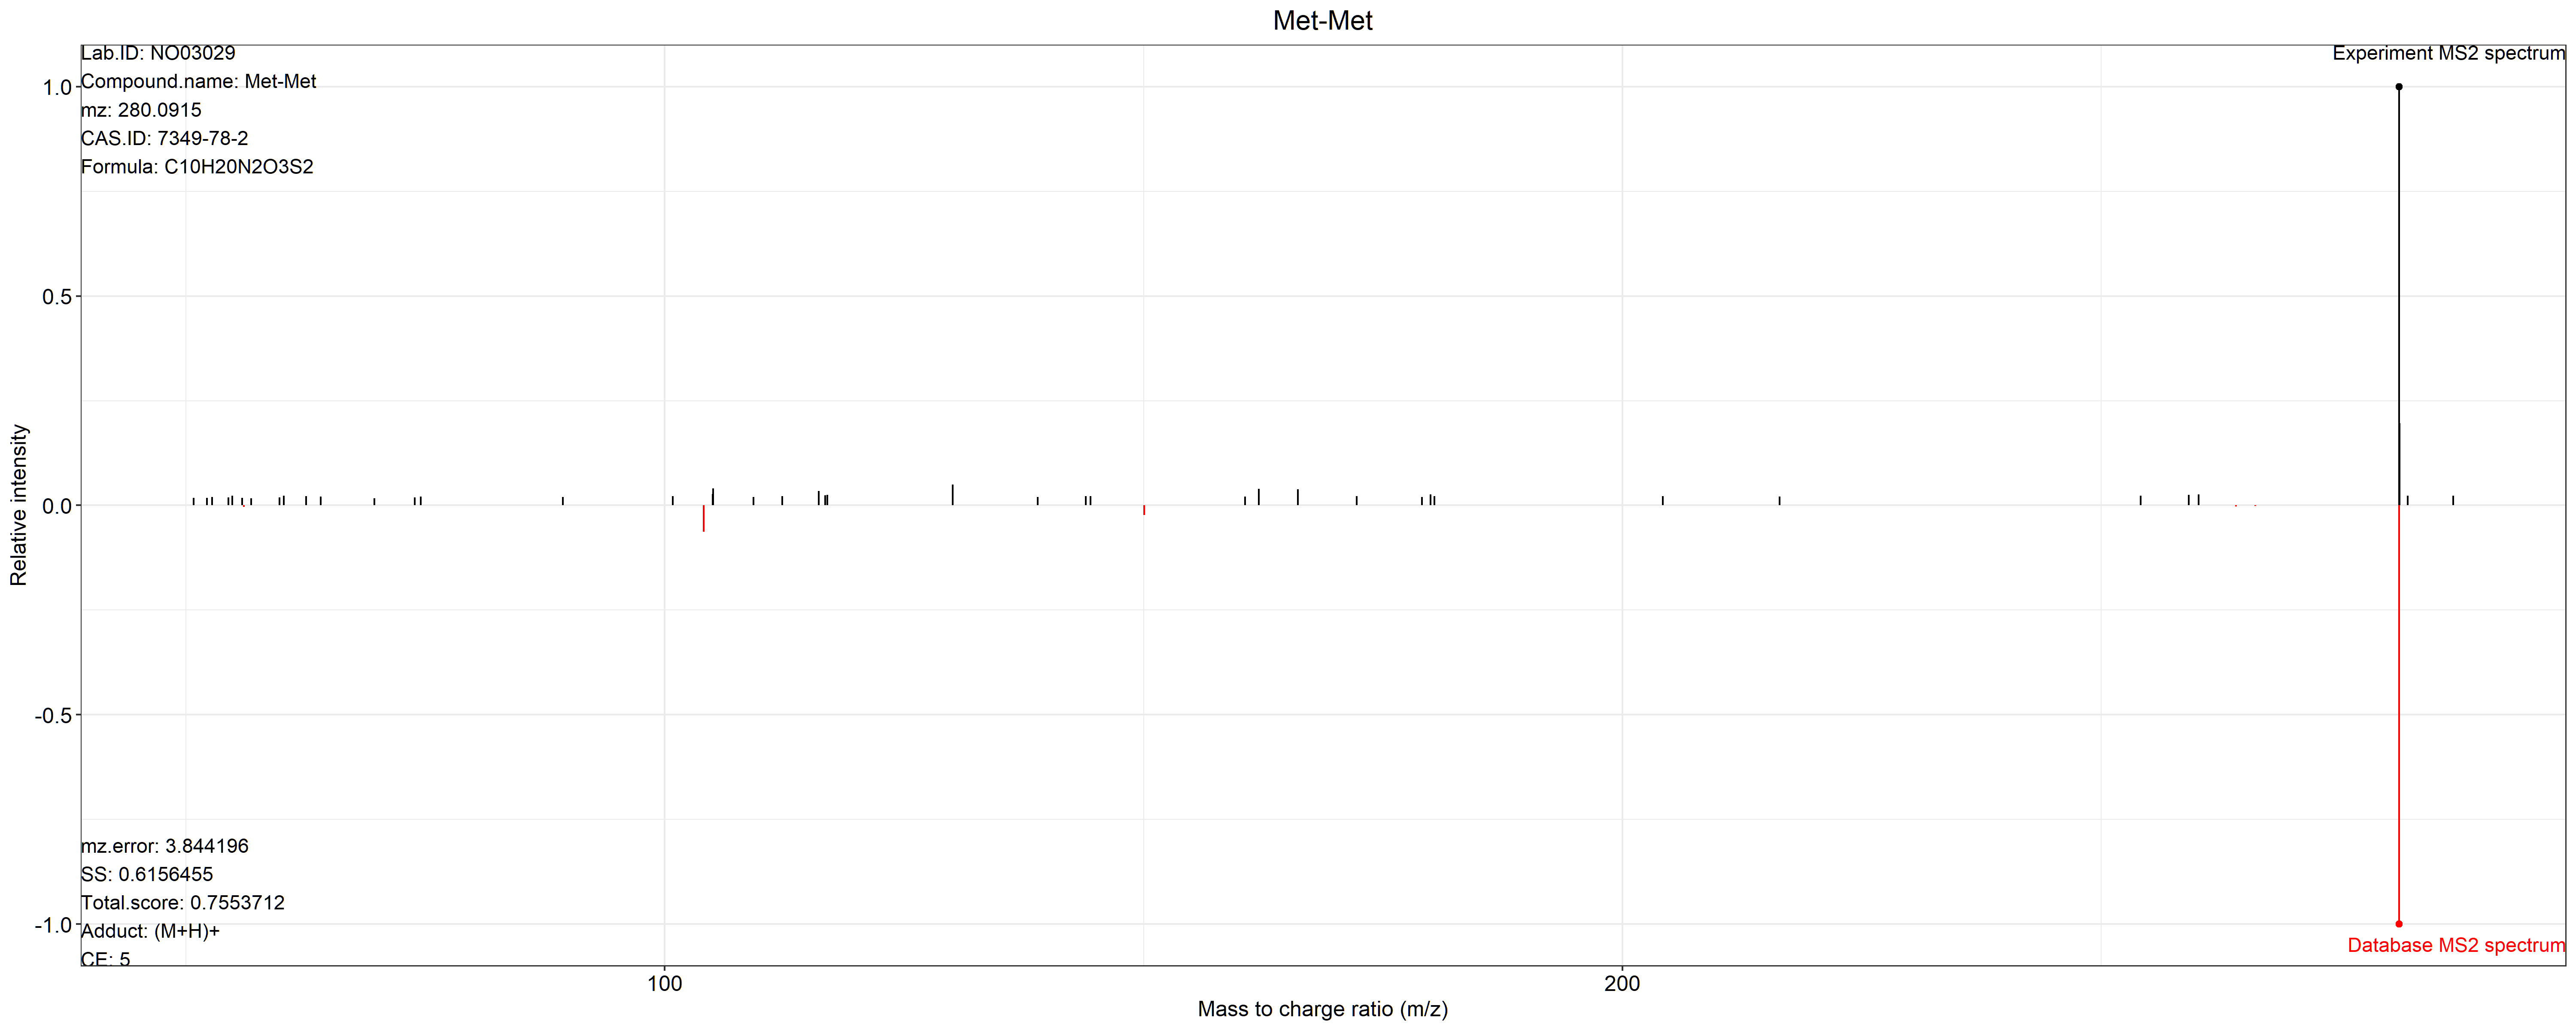 Met-Met
Lab.ID: NO03029
Compound.name: Met-Met
mz: 280.0915
CAS.ID: 7349-78-2
Formula: C10H20N2O3S2
Experiment MS2 spectrum
1.0
0.5
0.0
-0.5
-1.0
Relative intensity
mz.error: 3.844196
SS: 0.6156455
Total.score: 0.7553712
Adduct: (M+H)+
CE: 5
Database MS2 spectrum
100
200
Mass to charge ratio (m/z)